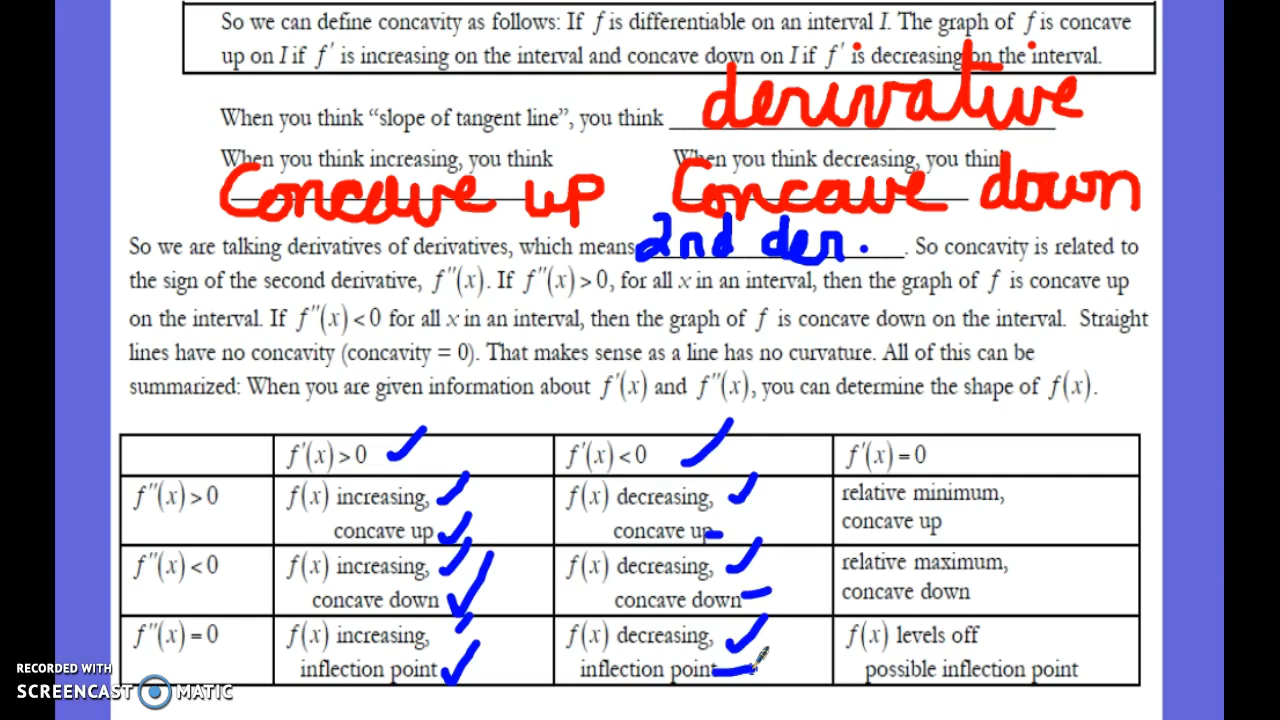 So we can define concavity as follows: If f is differentiable on an interval I. The graph of f is concave
up on I if f' is increasing on the interval and concave down on I if f' is decreasing on the interval.
When you think “slope of tangent line”, you think derivative
When you think increasing, you think When you think decreasing, you think
Concave up Concave down
So we are talking derivatives of derivatives, which means 2nd der. . So concavity is related to
the sign of the second derivative, f''(x). If f''(x) > 0, for all x in an interval, then the graph of f is concave up
on the interval. If f''(x) < 0 for all x in an interval, then the graph of f is concave down on the interval. Straight
lines have no concavity (concavity = 0). That makes sense as a line has no curvature. All of this can be
summarized: When you are given information about f'(x) and f''(x), you can determine the shape of f(x).
f'(x) > 0 f'(x) < 0 f'(x) = 0
f''(x) > 0 f(x) increasing, f(x) decreasing, relative minimum,
concave up concave up concave up
f''(x) < 0 f(x) increasing, f(x) decreasing, relative maximum,
concave down concave down concave down
f''(x) = 0 f(x) increasing, f(x) decreasing, f(x) levels off
inflection point inflection point possible inflection point
RECORDED WITH
SCREENCAST MATIC